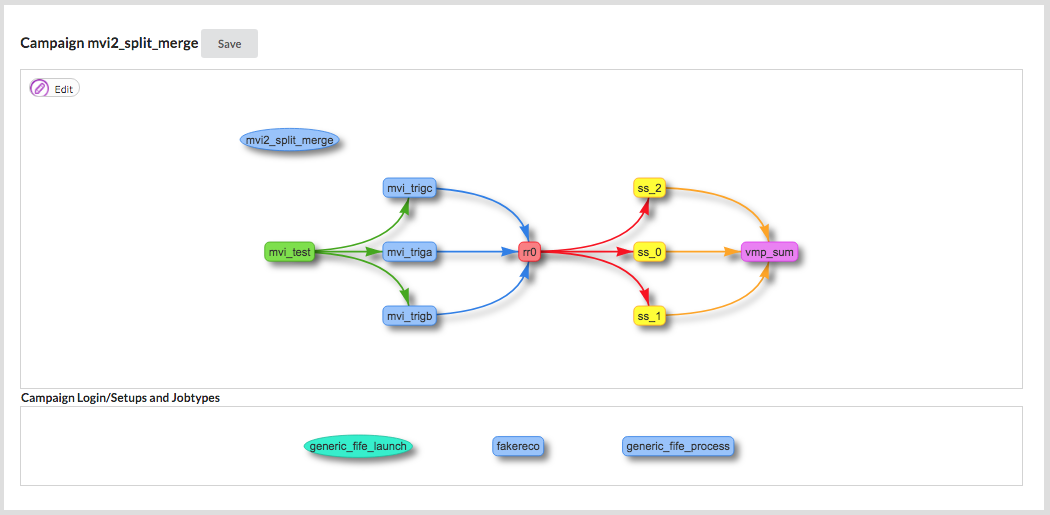 Campaign mvi2_split_merge Save
Edit
mvi2_split_merge
mvi_trigc ss_2
mvi_test mvi_triga rr0 ss_0 vmp_sum
mvi_trigb ss_1
Campaign Login/Setups and Jobtypes
generic_fife_launch fakereco generic_fife_process